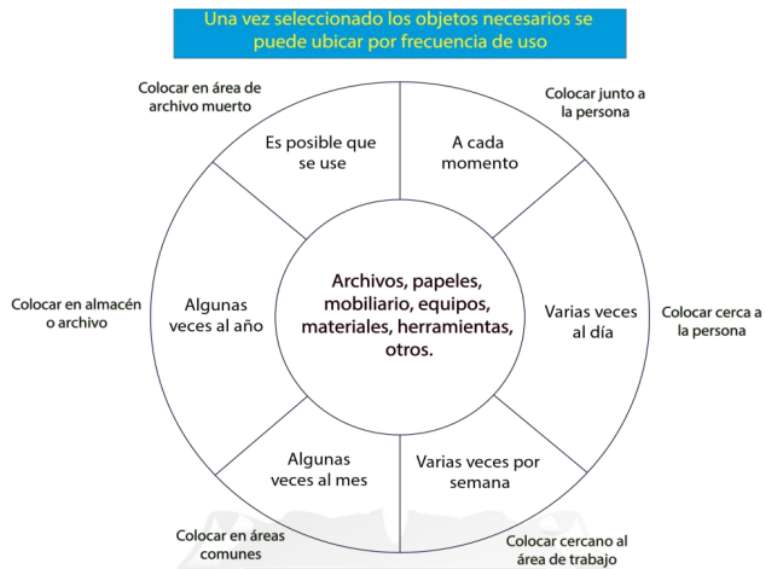 Una vez seleccionado los objetos necesarios se
puede ubicar por frecuencia de uso
Colocar en área de
archivo muerto
Colocar junto a
la persona
Es posible que
se use
A cada
momento
Colocar en almacén
o archivo
Algunas
veces al año
Archivos, papeles,
mobiliario, equipos,
materiales, herramientas,
otros.
Varias veces
al día
Colocar cerca a
la persona
Algunas
veces al mes
Varias veces por
semana
Colocar en áreas
comunes
Colocar cercano al
área de trabajo